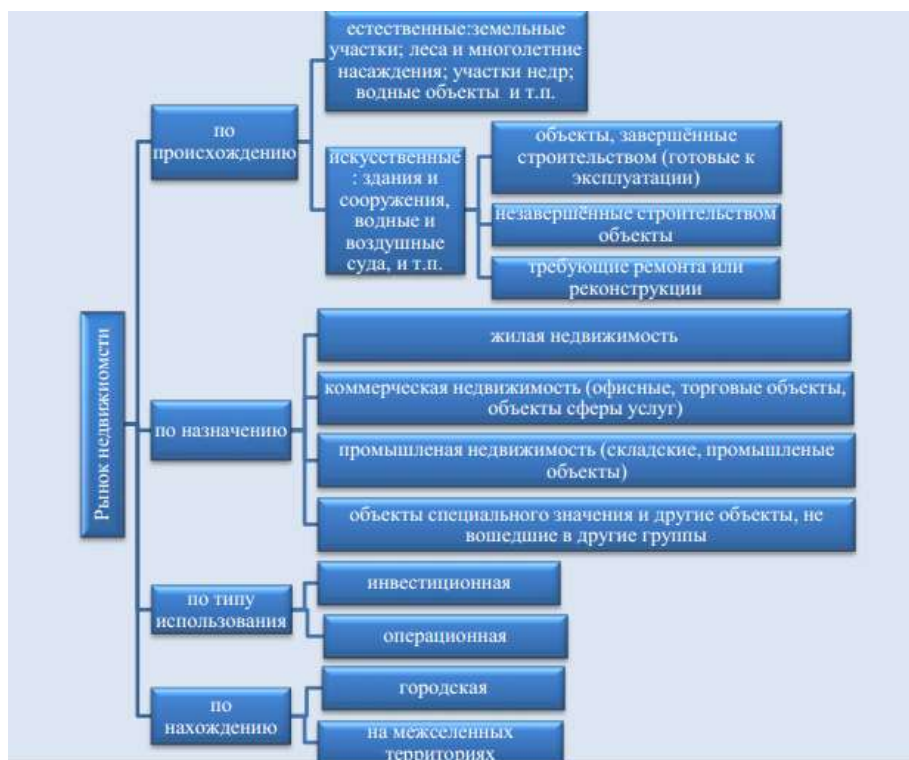 естественные:земельные
участки; леса и многолетние
насаждения; участки недр;
водные объекты и т.п.
по
происхождению
искусственные
: здания и
сооружения,
водные и
воздушные
суда, и т.п.
объекты, завершённые
строительством (готовые к
эксплуатации)
незавершённые строительством
объекты
требующие ремонта или
реконструкции
Рынок недвижиомсти
по назначению
жилая недвижимость
коммерческая недвижимость (офисные, торговые объекты,
объекты сферы услуг)
промышленая недвижимость (складские, промышленые
объекты)
объекты специального значения и другие объекты, не
вошедшие в другие группы
по типу
использования
инвестиционная
операционная
по
нахождению
городская
на межселенных
территориях